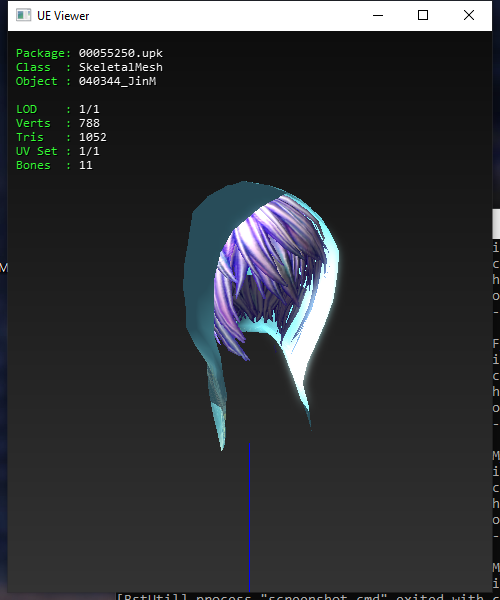 UE Viewer
Package: 00055250.upk
Class : SkeletalMesh
Object : 040344_JinM
LOD : 1/1
Verts : 788
Tris : 1052
UV Set : 1/1
Bones : 11
M
i
c
h
o
-
F
i
c
h
o
-
M
i
c
h
o
-
M
i
[BstUtil] process "screenshot.cmd" exited with c